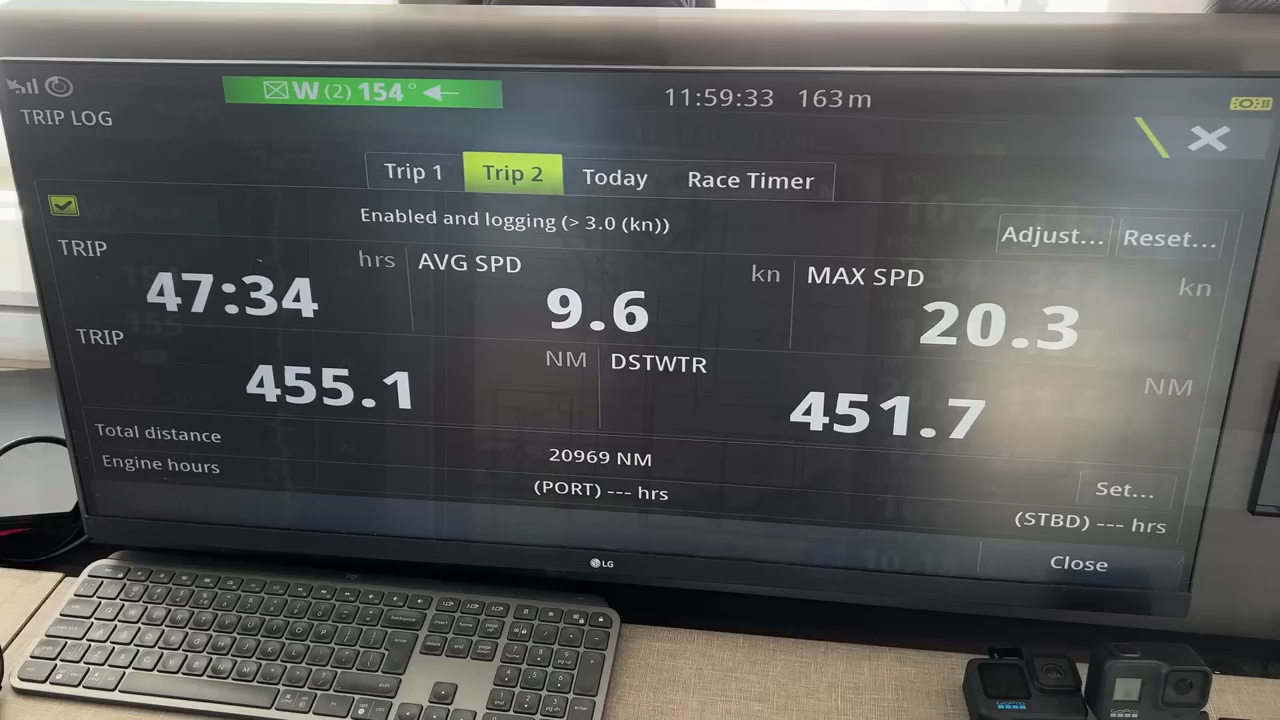 W (2) 154° 11:59:33 163m
TRIP LOG
Trip 1 Trip 2 Today Race Timer
Enabled and logging (> 3.0 (kn)) Adjust... Reset...
TRIP hrs AVG SPD kn MAX SPD kn
47:34 9.6 20.3
TRIP NM DSTWTR NM
455.1 451.7
Total distance 20969 NM
Engine hours (PORT) --- hrs Set...
(STBD) --- hrs
Close
LG
GoPro GoPro